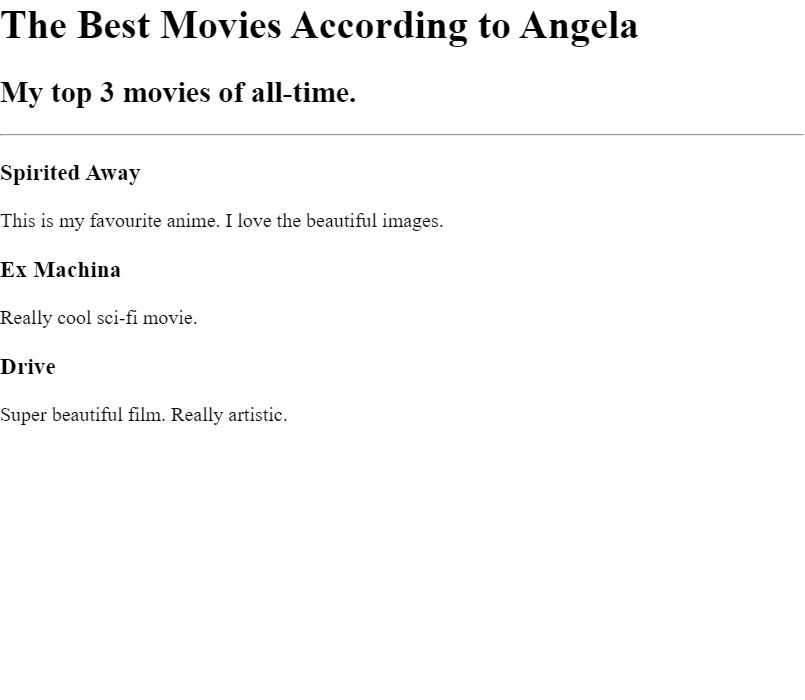 The Best Movies According to Angela
My top 3 movies of all-time.
Spirited Away
This is my favourite anime. I love the beautiful images.
Ex Machina
Really cool sci-fi movie.
Drive
Super beautiful film. Really artistic.